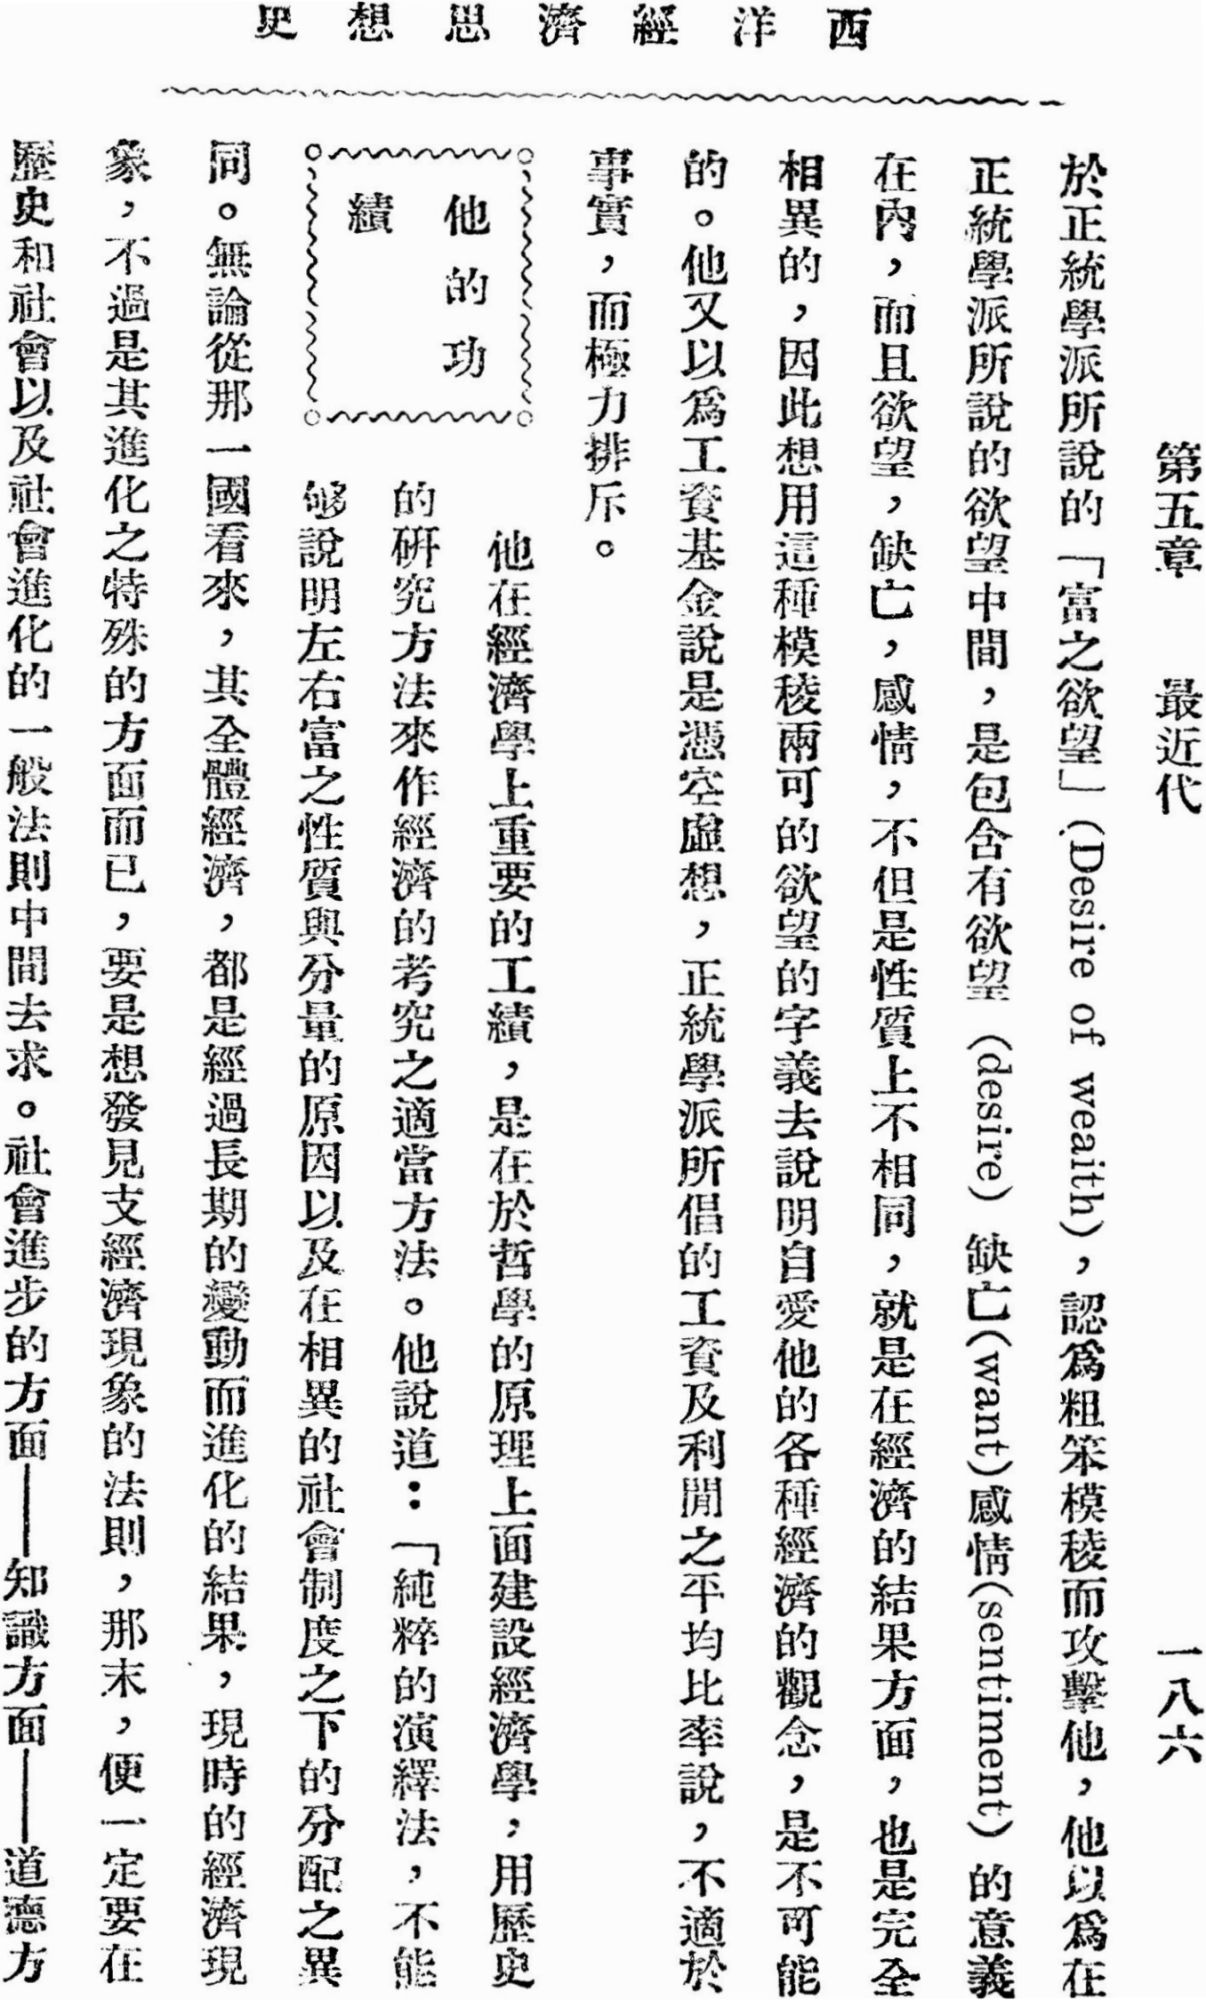 西洋經濟思想史
第五章 最近代 一八六
於正統學派所說的「富之欲望」(Desire of weaith)，認爲粗笨模稜而攻擊他，他以爲在
正統學派所說的欲望中間，是包含有欲望 (desire) 缺亡(want)感情(sentiment) 的意義
在內，而且欲望，缺亡，感情，不但是性質上不相同，就是在經濟的結果方面，也是完全
相異的，因此想用這種模稜兩可的欲望的字義去說明自愛他的各種經濟的觀念，是不可能
的。他又以爲工資基金說是憑空虛想，正統學派所倡的工資及利閒之平均比率說，不適於
事實，而極力排斥。
他的功
績
他在經濟學上重要的工績，是在於哲學的原理上面建設經濟學，用歷史
的研究方法來作經濟的考究之適當方法。他說道：「純粹的演繹法，不能
够說明左右富之性質與分量的原因以及在相異的社會制度之下的分配之異
同。無論從那一國看來，其全體經濟，都是經過長期的變動而進化的結果，現時的經濟現
象，不過是其進化之特殊的方面而已，要是想發見支經濟現象的法則，那末，便一定要在
歷史和社會以及社會進化的一般法則中間去求。社會進步的方面——知識方面——道德方